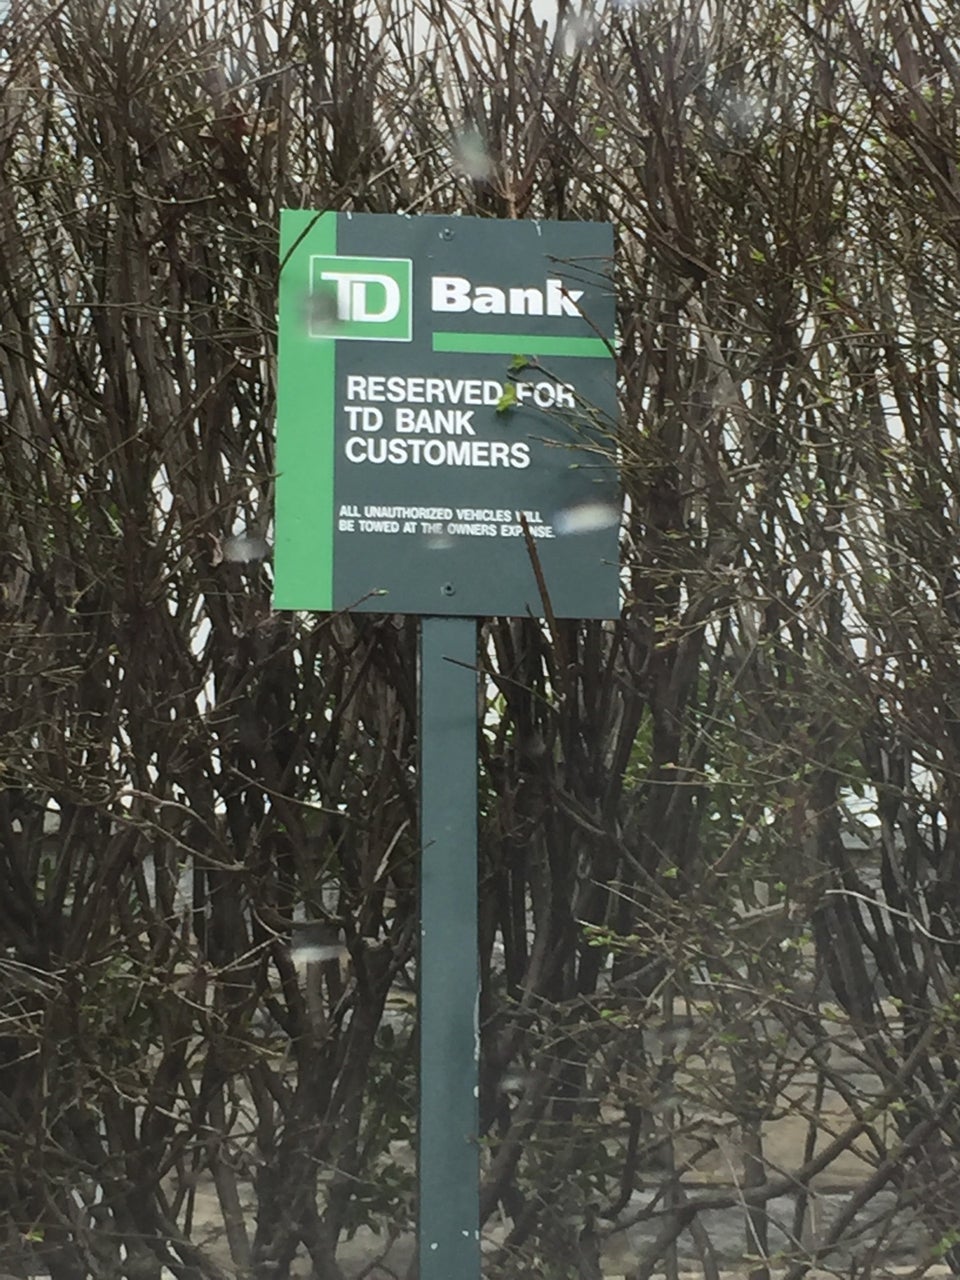 TD Bank
RESERVED FOR
TD BANK
CUSTOMERS
ALL UNAUTHORIZED VEHICLES WILL
BE TOWED AT THE OWNERS EXPENSE.